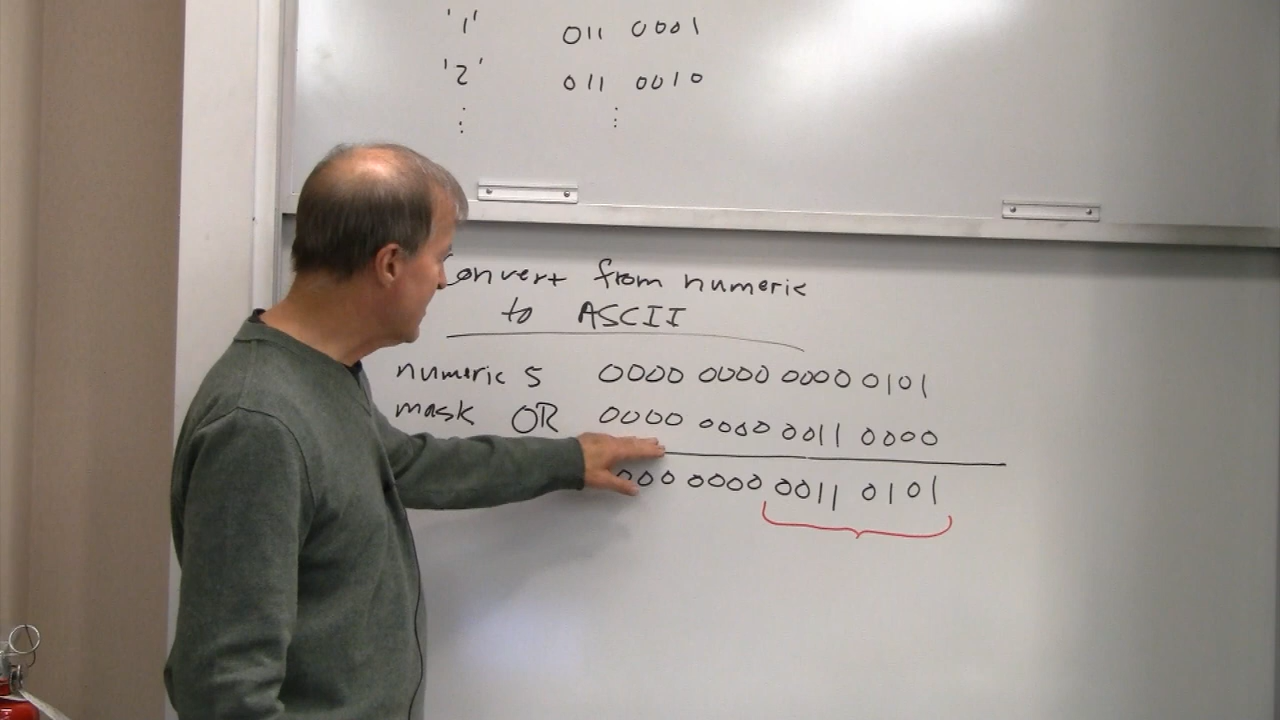 '1' 011 0001
'2' 011 0010
: :
Convert from numeric
to ASCII
numeric 5 0000 0000 0000 0101
mask OR 0000 0000 0011 0000
000 0000 0011 0101